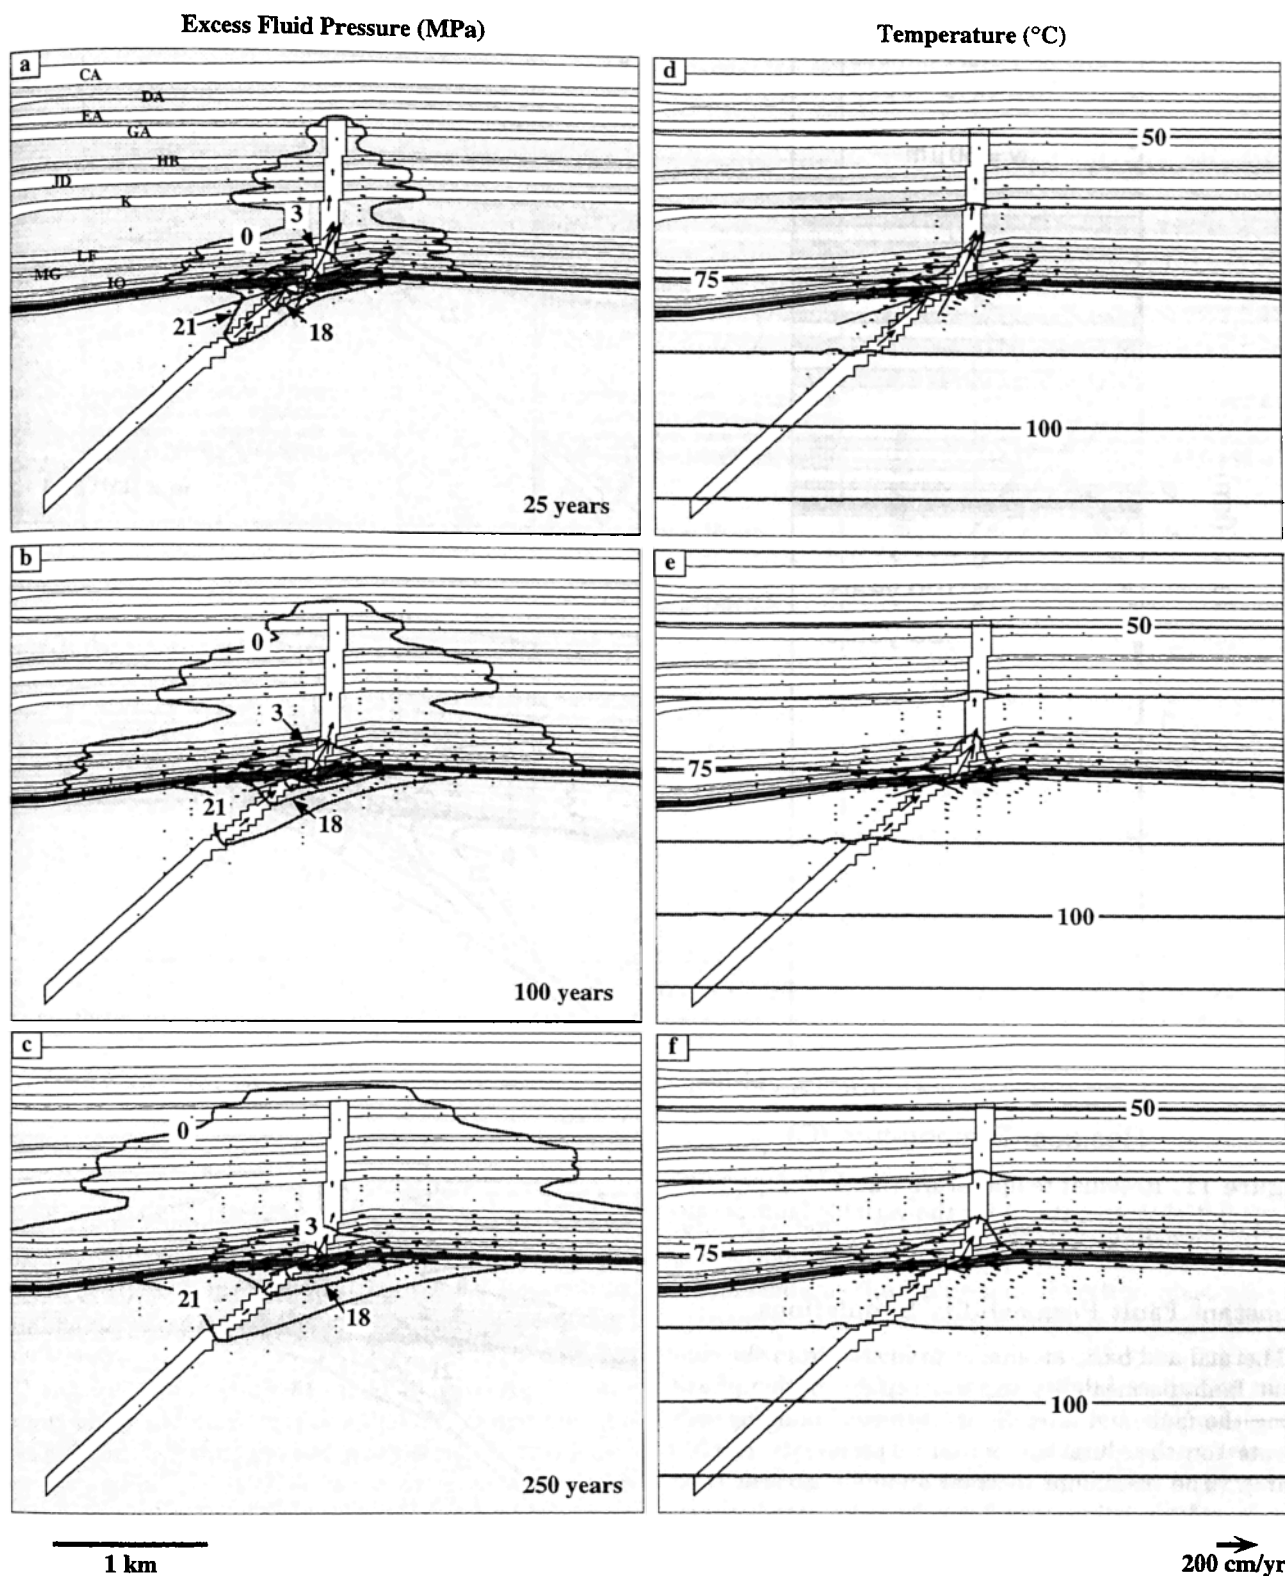 Excess Fluid Pressure (MPa)
Temperature (°C)
a
CA
DA
EA
GA
HB
JD
K
3
0
LF
MG
IO
21
18
25 years
d
50
75
100
b
0
3
21
18
100 years
e
50
75
100
c
0
3
21
18
250 years
f
50
75
100
1 km
200 cm/yr